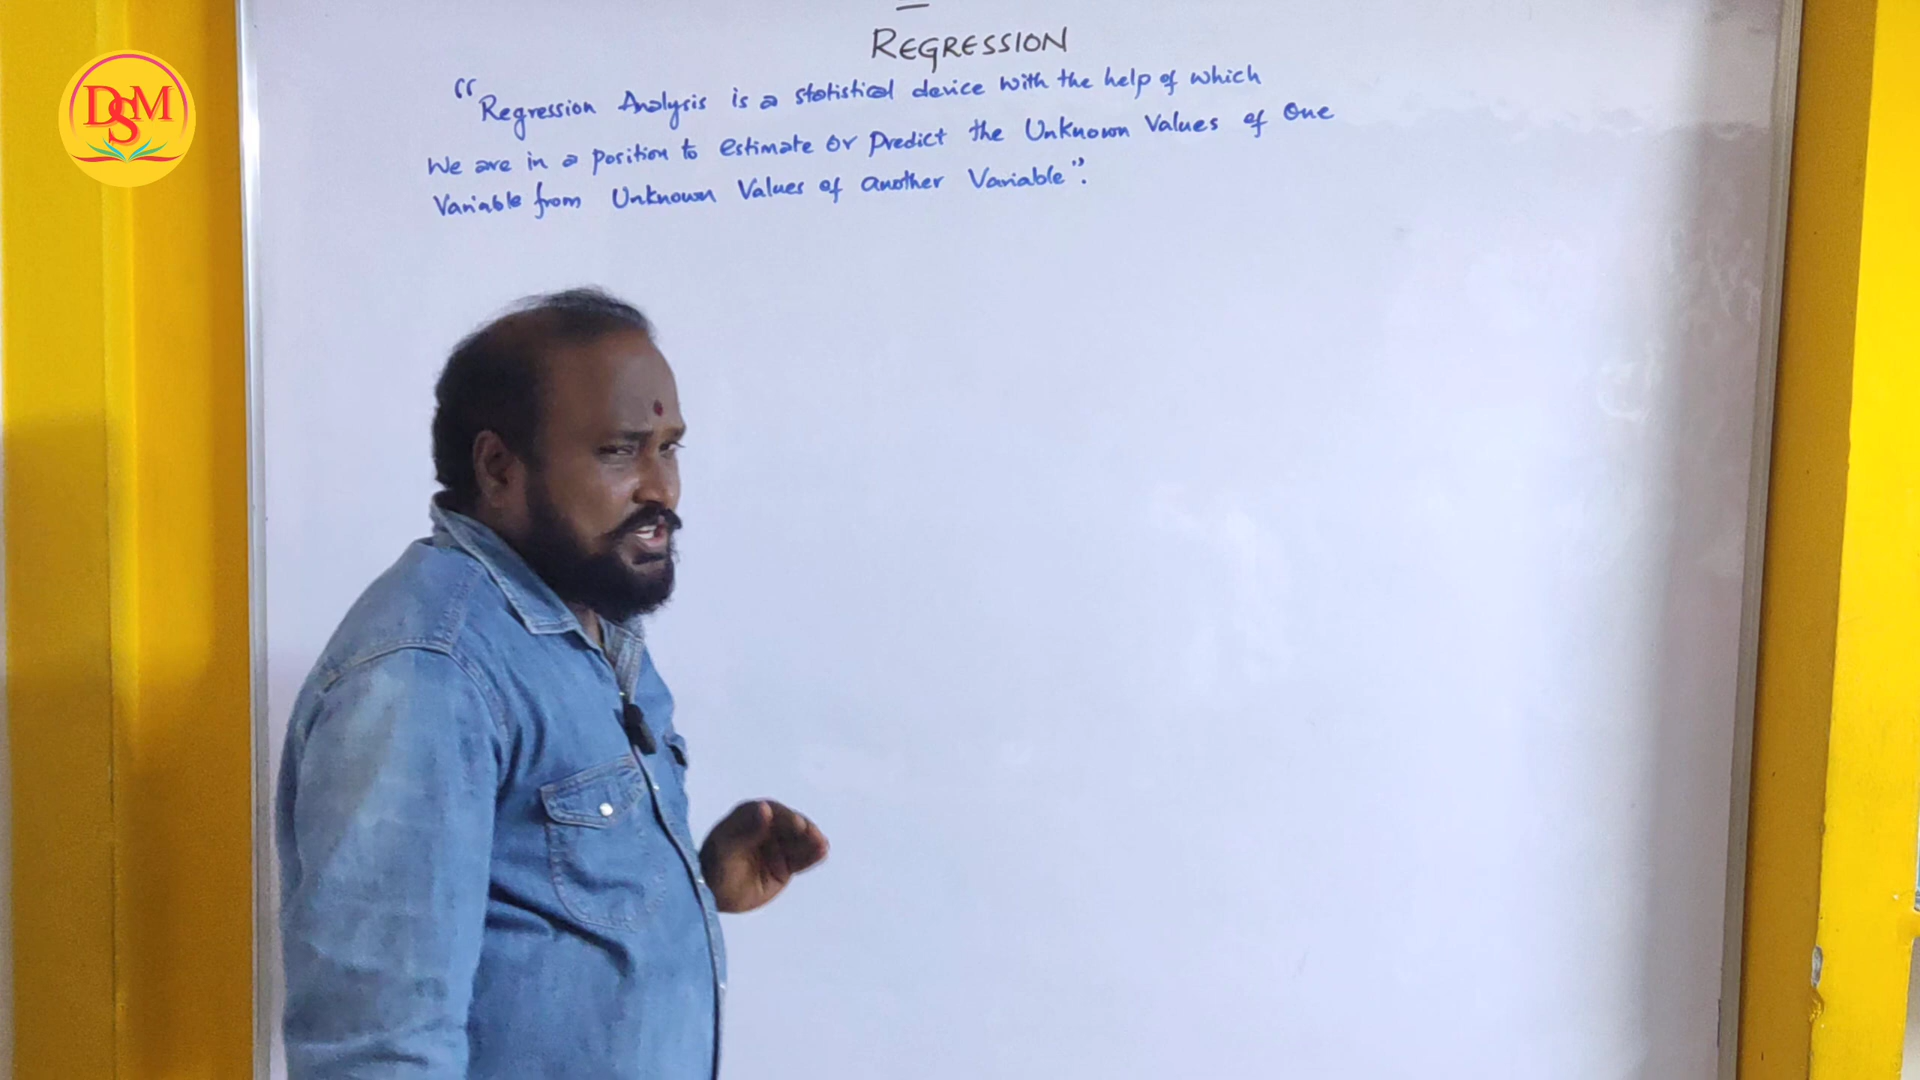 DSM
REGRESSION
“Regression Analysis is a statistical device with the help of which
We are in a position to estimate or Predict the Unknown Values of One
Variable from Unknown Values of another Variable”.